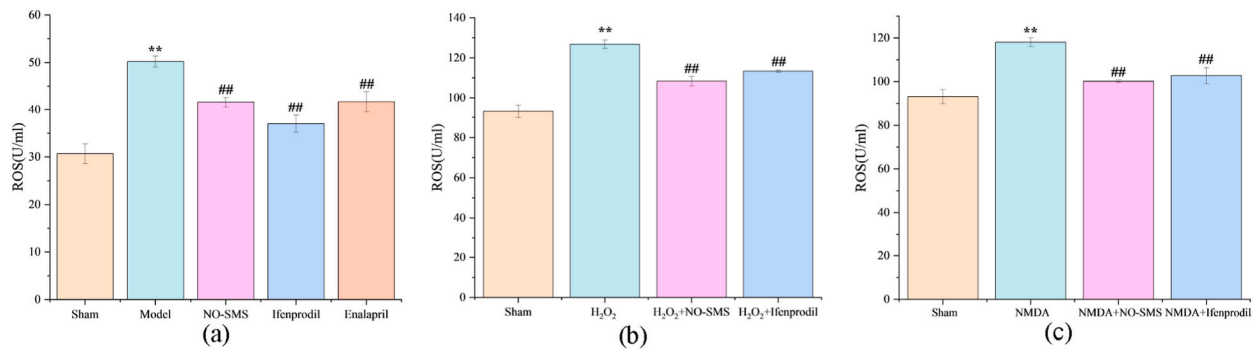 60
50
40
30
20
10
0
ROS(U/ml)
**
##
##
##
Sham
Model
NO-SMS
Ifenprodil
Enalapril
(a)
140
120
100
80
60
40
20
0
ROS(U/ml)
**
##
##
Sham
H₂O₂
H₂O₂+NO-SMS
H₂O₂+Ifenprodil
(b)
120
100
80
60
40
20
0
ROS(U/ml)
**
##
##
Sham
NMDA
NMDA+NO-SMS
NMDA+Ifenprodil
(c)